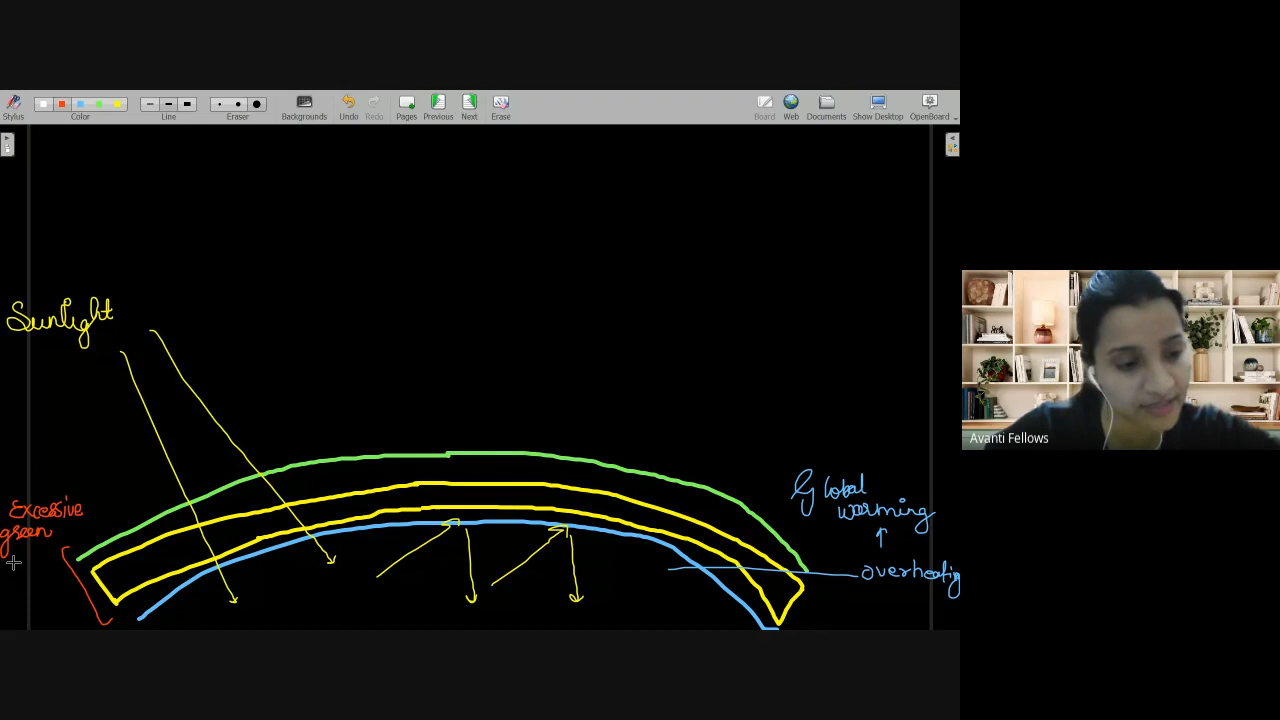 Stylus
Color
Line
Eraser
Backgrounds
Undo
Redo
Pages
Previous
Next
Erase
Board
Web
Documents
Show Desktop
OpenBoard
Sunlight
Excessive
green
Global
warming
↑
overheating
Avanti Fellows